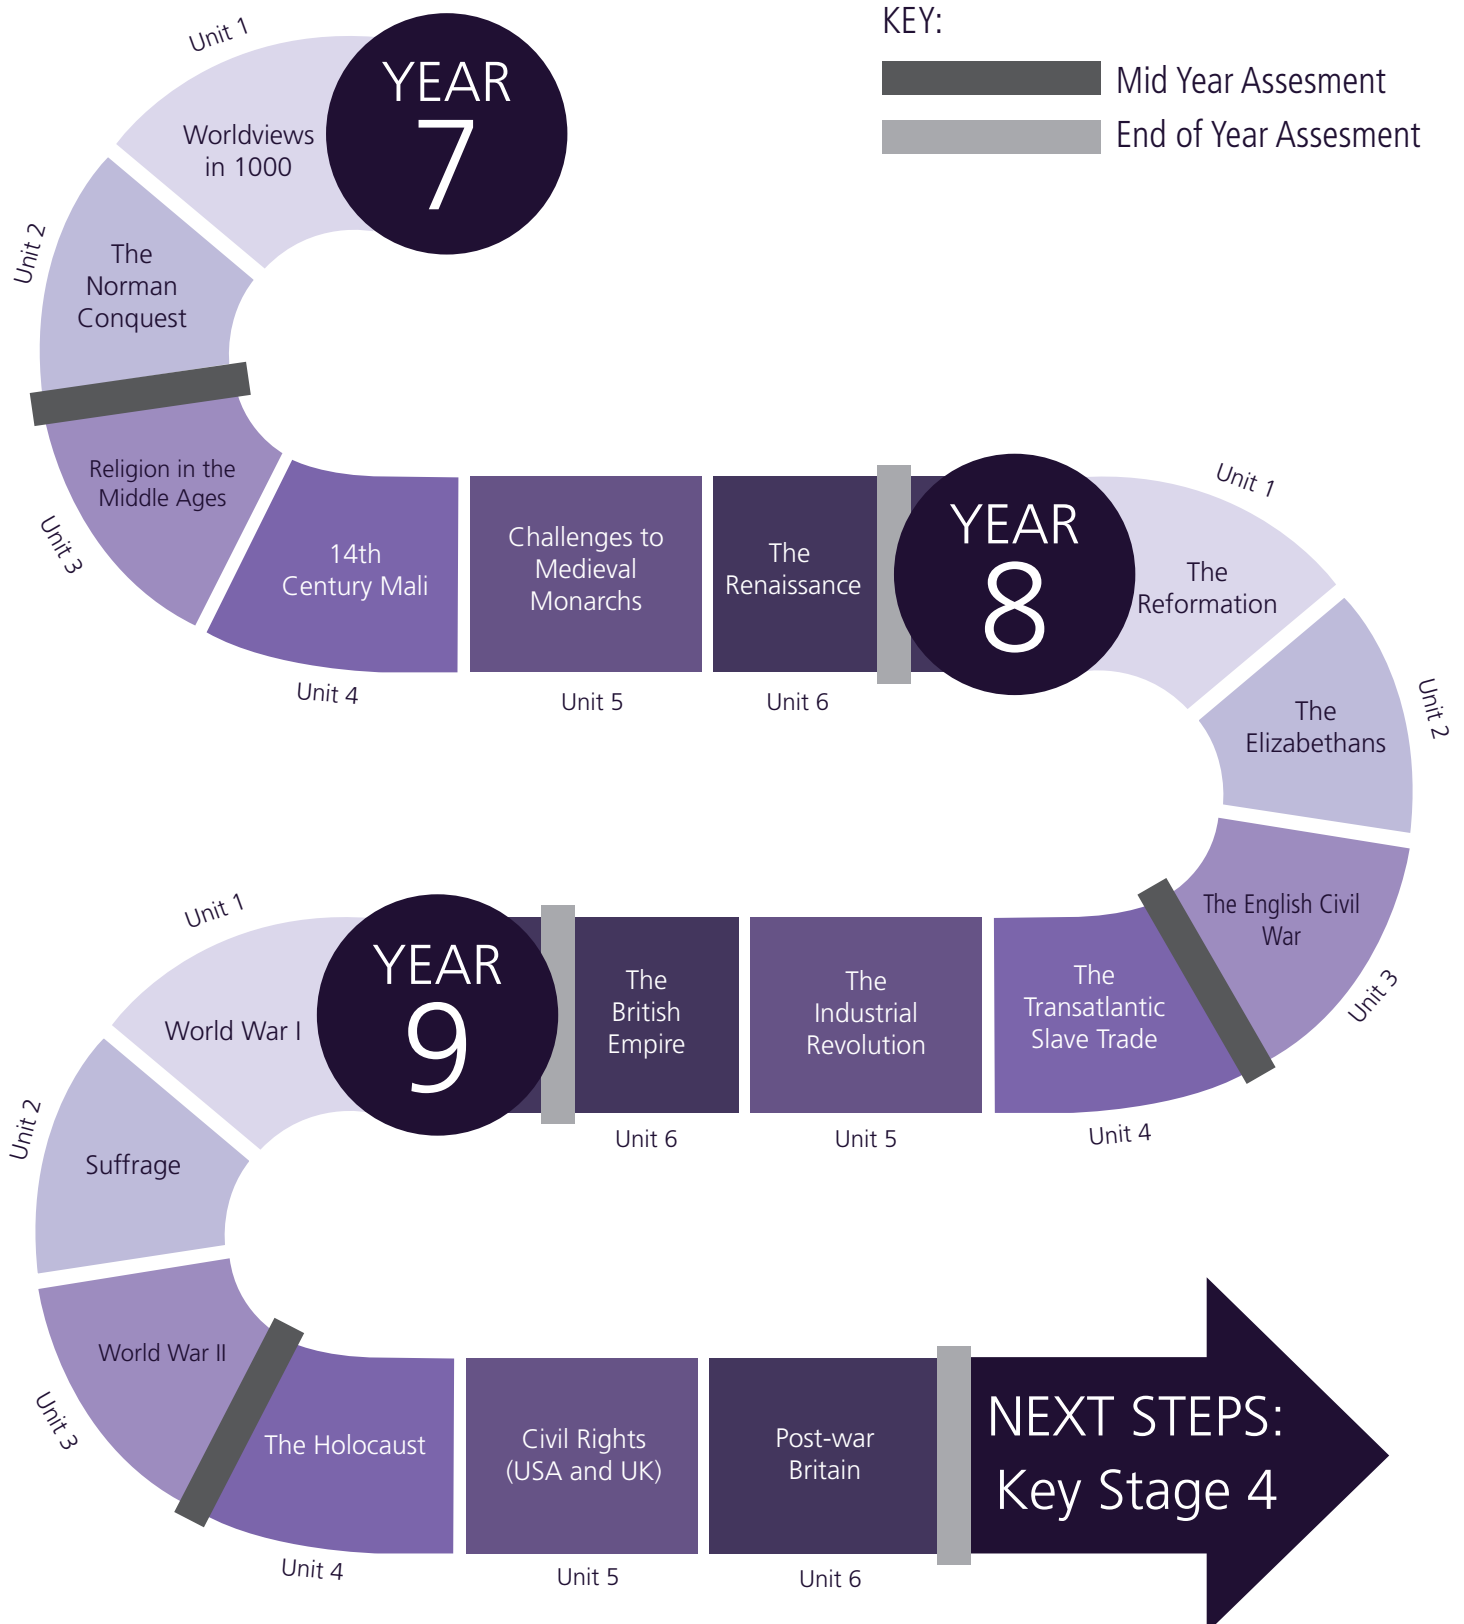 KEY:
Mid Year Assesment
End of Year Assesment
YEAR
7
Unit 1
Worldviews
in 1000
Unit 2
The
Norman
Conquest
Religion in the
Middle Ages
Unit 3
14th
Century Mali
Unit 4
Challenges to
Medieval
Monarchs
Unit 5
The
Renaissance
Unit 6
YEAR
8
Unit 1
The
Reformation
Unit 2
The
Elizabethans
The English Civil
War
Unit 3
The
Transatlantic
Slave Trade
Unit 4
The
Industrial
Revolution
Unit 5
The
British
Empire
Unit 6
YEAR
9
Unit 1
World War I
Unit 2
Suffrage
World War II
Unit 3
The Holocaust
Unit 4
Civil Rights
(USA and UK)
Unit 5
Post-war
Britain
Unit 6
NEXT STEPS:
Key Stage 4